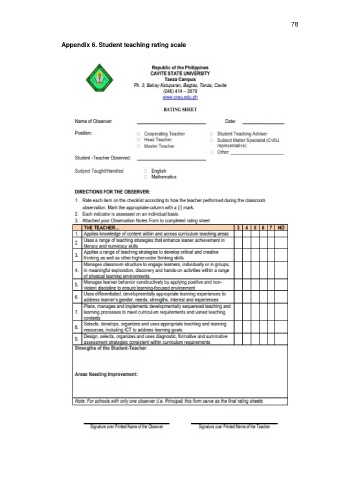 78
Appendix 6. Student teaching rating scale
Republic of the Philippines
CAVITE STATE UNIVERSITY
Tanza Campus
Ph. 2, Bahay Katuparan, Bagtas, Tanza, Cavite
(046) 414 – 3979
www.cvsu.edu.ph
RATING SHEET
Name of Observer: Date:
Position: Cooperating Teacher Student Teaching Adviser
Head Teacher Subject Matter Specialist (CvSU
Master Teacher representative)
Other:
Student -Teacher Observed:
Subject Taught/Handled: English
Mathematics
DIRECTIONS FOR THE OBSERVER:
1. Rate each item on the checklist according to how the teacher performed during the classroom
observation. Mark the appropriate column with a (/) mark.
2. Each indicator is assessed on an individual basis.
3. Attached your Observation Notes Form to completed rating sheet
THE TEACHER… 3 4 5 6 7 NO
1. Applies knowledge of content within and across curriculum teaching areas
2. Uses a range of teaching strategies that enhance leaner achievement in
literacy and numeracy skills
3. Applies a range of teaching strategies to develop critical and creative
thinking as well as other higher-order thinking skills
4. Manages classroom structure to engage learners, individually or in groups,
in meaningful exploration, discovery and hands-on activities within a range
of physical learning environments
5. Manages learner behavior constructively by applying positive and non-
violent discipline to ensure learning-focused environment
6. Uses differentiated, developmentally appropriate learning experiences to
address learner's gender, needs, strengths, interest and experiences
7. Plans, manages and implements developmentally sequenced teaching and
learning processes to meet curriculum requirements and varied teaching
contexts
8. Selects, develops, organizes and uses appropriate teaching and learning
resources, including ICT to address learning goals
9. Design, selects, organizes and uses diagnostic, formative and summative
assessment strategies consistent within curriculum requirements
Strengths of the Student-Teacher
Areas Needing Improvement:
Note: For schools with only one observer (i.e. Principal) this form serve as the final rating sheets
Signature over Printed Name of the Observer Signature over Printed Name of the Teacher